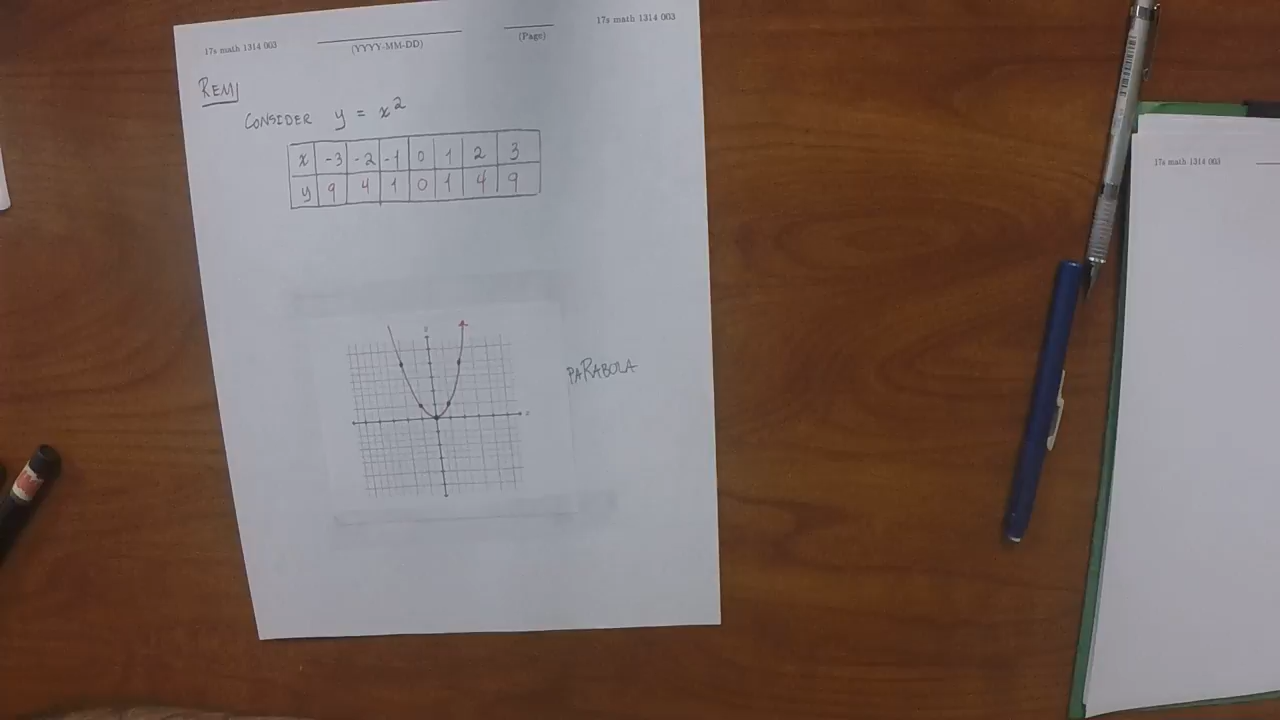 17s math 1314 003
(YYYY-MM-DD)
(Page)
17s math 1314 003
REM
CONSIDER y = x²
x -3 -2 -1 0 1 2 3
y 9 4 1 0 1 4 9
PARABOLA
17s math 1314 003